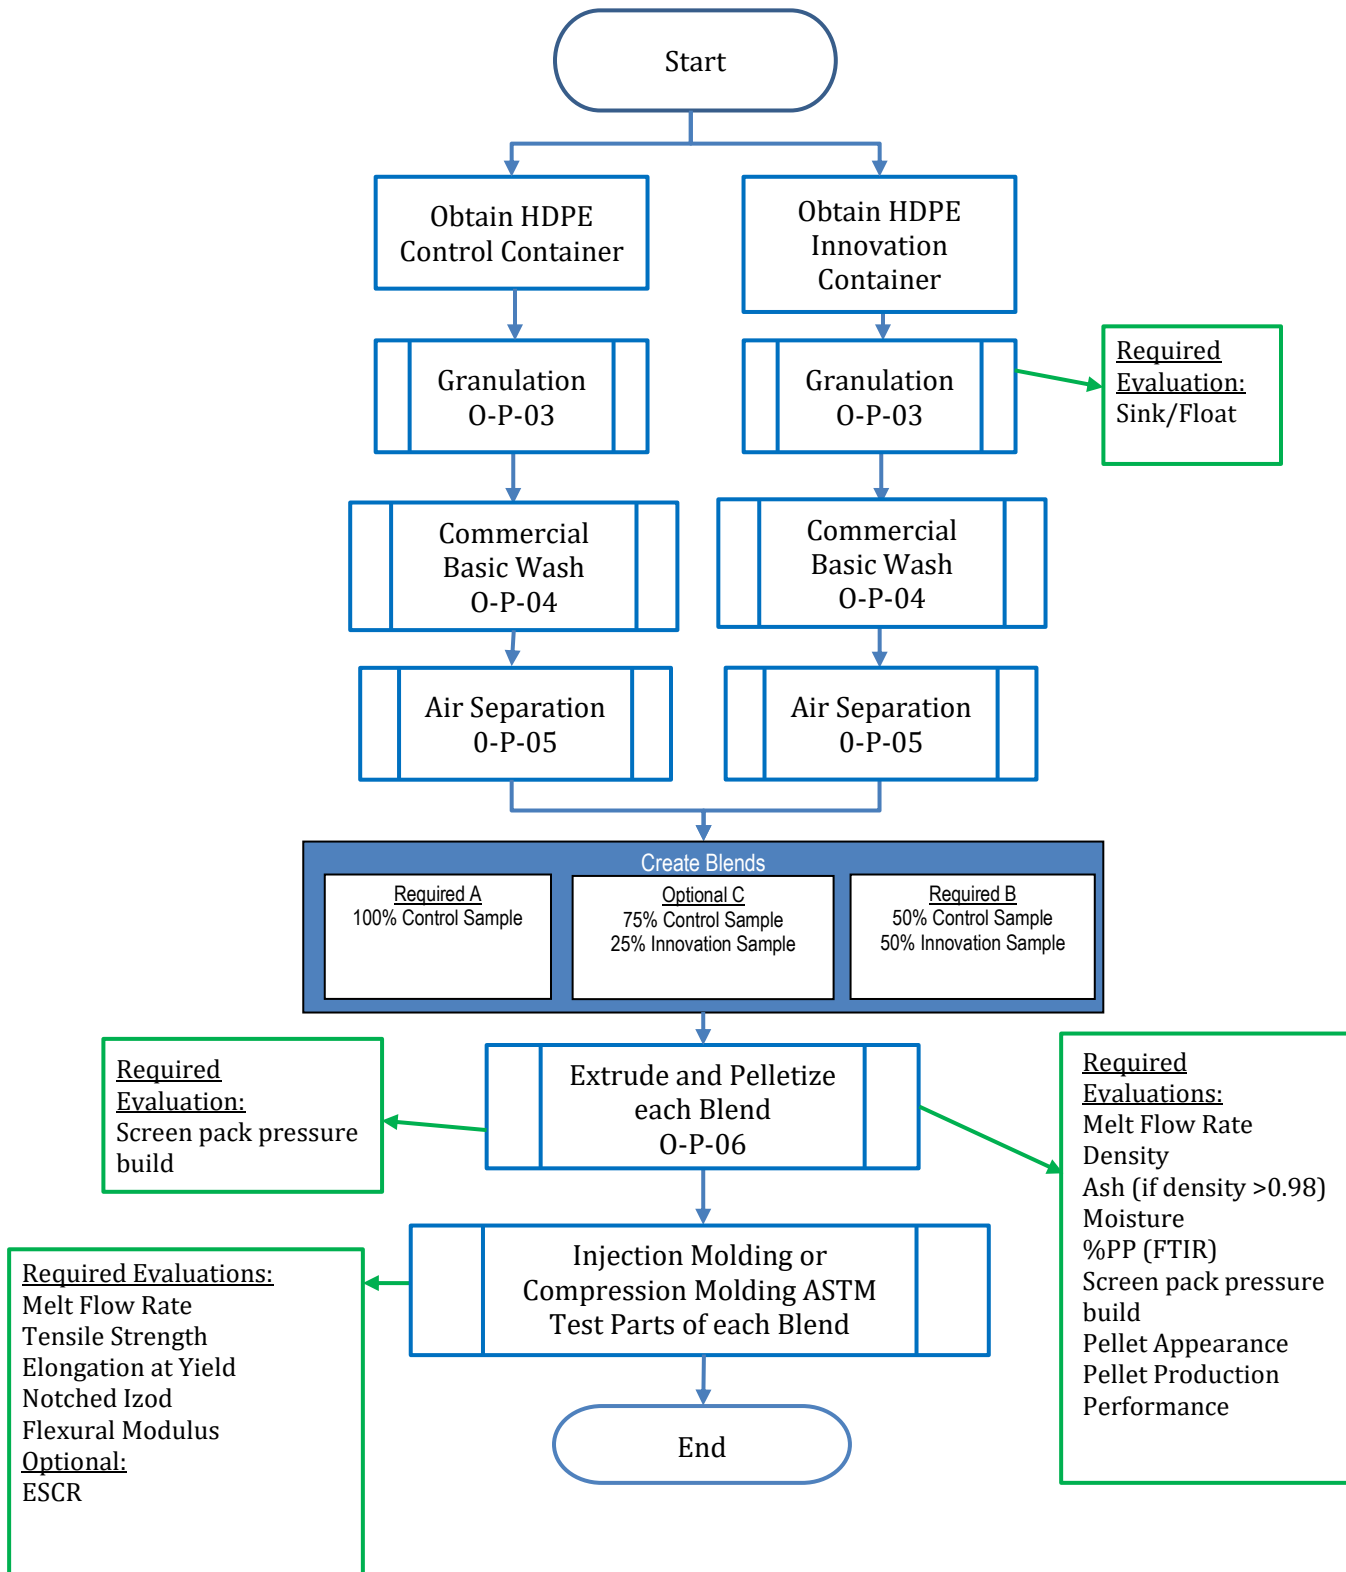 Start
Obtain HDPE
Control Container
Obtain HDPE
Innovation
Container
Granulation
O-P-03
Granulation
O-P-03
Required
Evaluation:
Sink/Float
Commercial
Basic Wash
O-P-04
Commercial
Basic Wash
O-P-04
Air Separation
0-P-05
Air Separation
0-P-05
Create Blends
Required A
100% Control Sample
Optional C
75% Control Sample
25% Innovation Sample
Required B
50% Control Sample
50% Innovation Sample
Required
Evaluation:
Screen pack pressure
build
Extrude and Pelletize
each Blend
O-P-06
Required
Evaluations:
Melt Flow Rate
Density
Ash (if density >0.98)
Moisture
%PP (FTIR)
Screen pack pressure
build
Pellet Appearance
Pellet Production
Performance
Required Evaluations:
Melt Flow Rate
Tensile Strength
Elongation at Yield
Notched Izod
Flexural Modulus
Optional:
ESCR
Injection Molding or
Compression Molding ASTM
Test Parts of each Blend
End